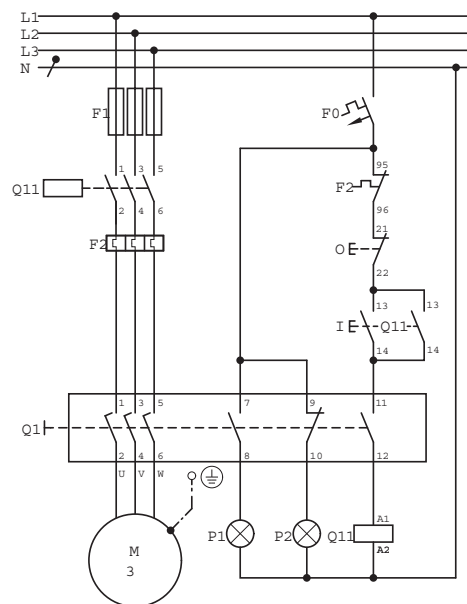 L1
L2
L3
N
F1
F0
1 3 5
Q11
2 4 6
95
F2
96
F2
21
O
22
13 13
I Q11
14 14
1 3 5 7 9 11
Q1
2 4 6 8 10 12
U V W
P1 P2 Q11
A1
A2
M
3